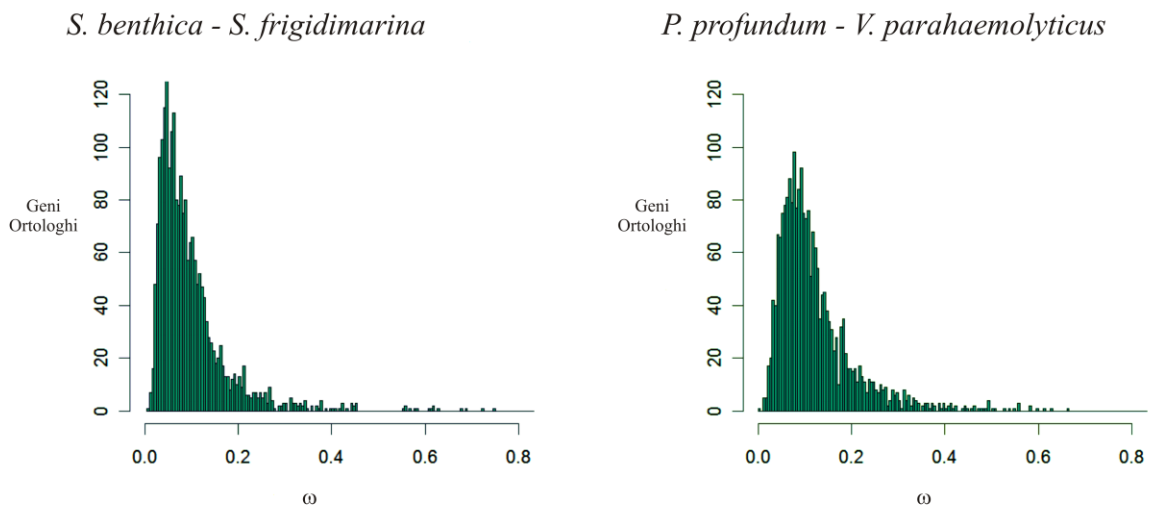 S. benthica - S. frigidimarina
120
100
80
60
40
20
0
Geni
Ortologhi
0.0 0.2 0.4 0.6 0.8
ω
P. profundum - V. parahaemolyticus
120
100
80
60
40
20
0
Geni
Ortologhi
0.0 0.2 0.4 0.6 0.8
ω